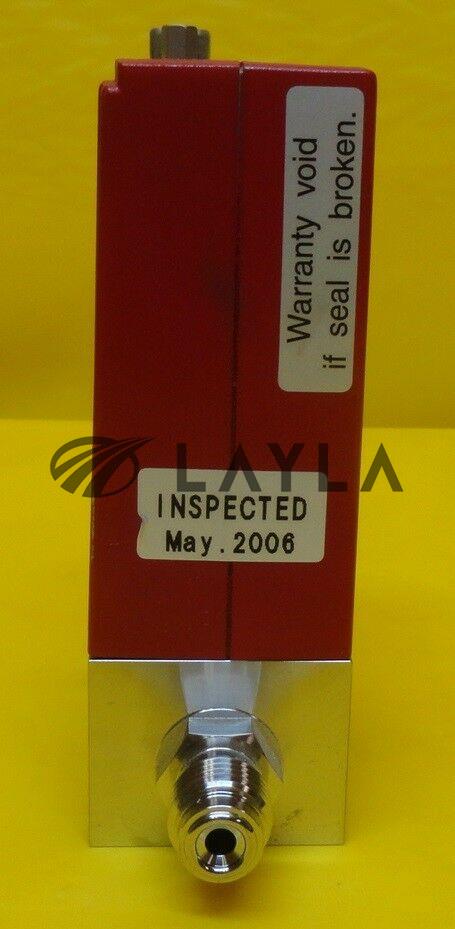 Warranty void
if seal is broken.
LAYLA
INSPECTED
May.2006